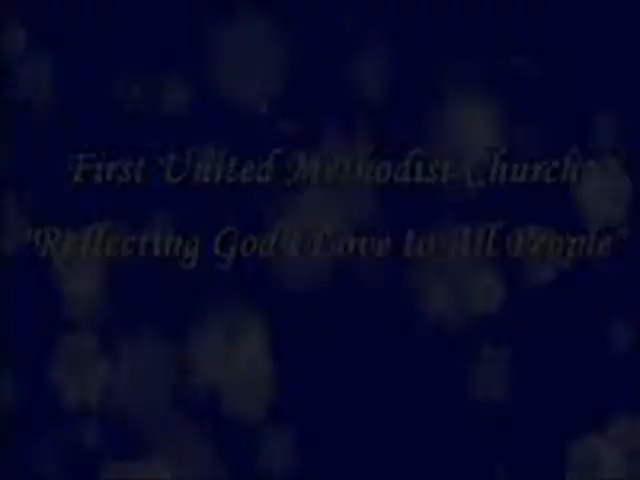 First United Methodist Church
"Reflecting God's Love to All People"